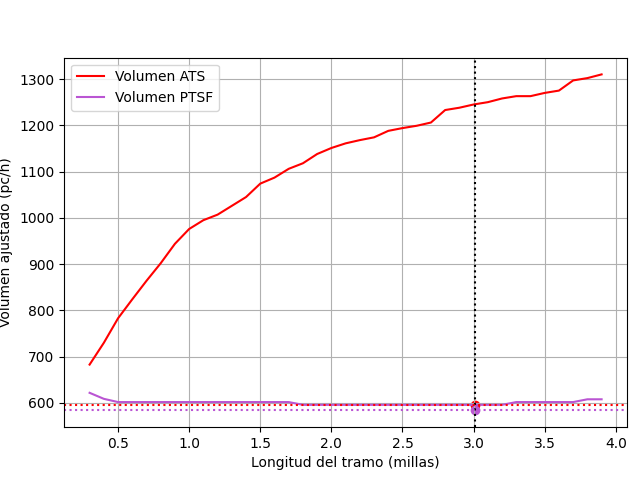 Volumen ATS
Volumen PTSF
1300
1200
1100
1000
900
800
700
600
Volumen ajustado (pc/h)
0.5 1.0 1.5 2.0 2.5 3.0 3.5 4.0
Longitud del tramo (millas)